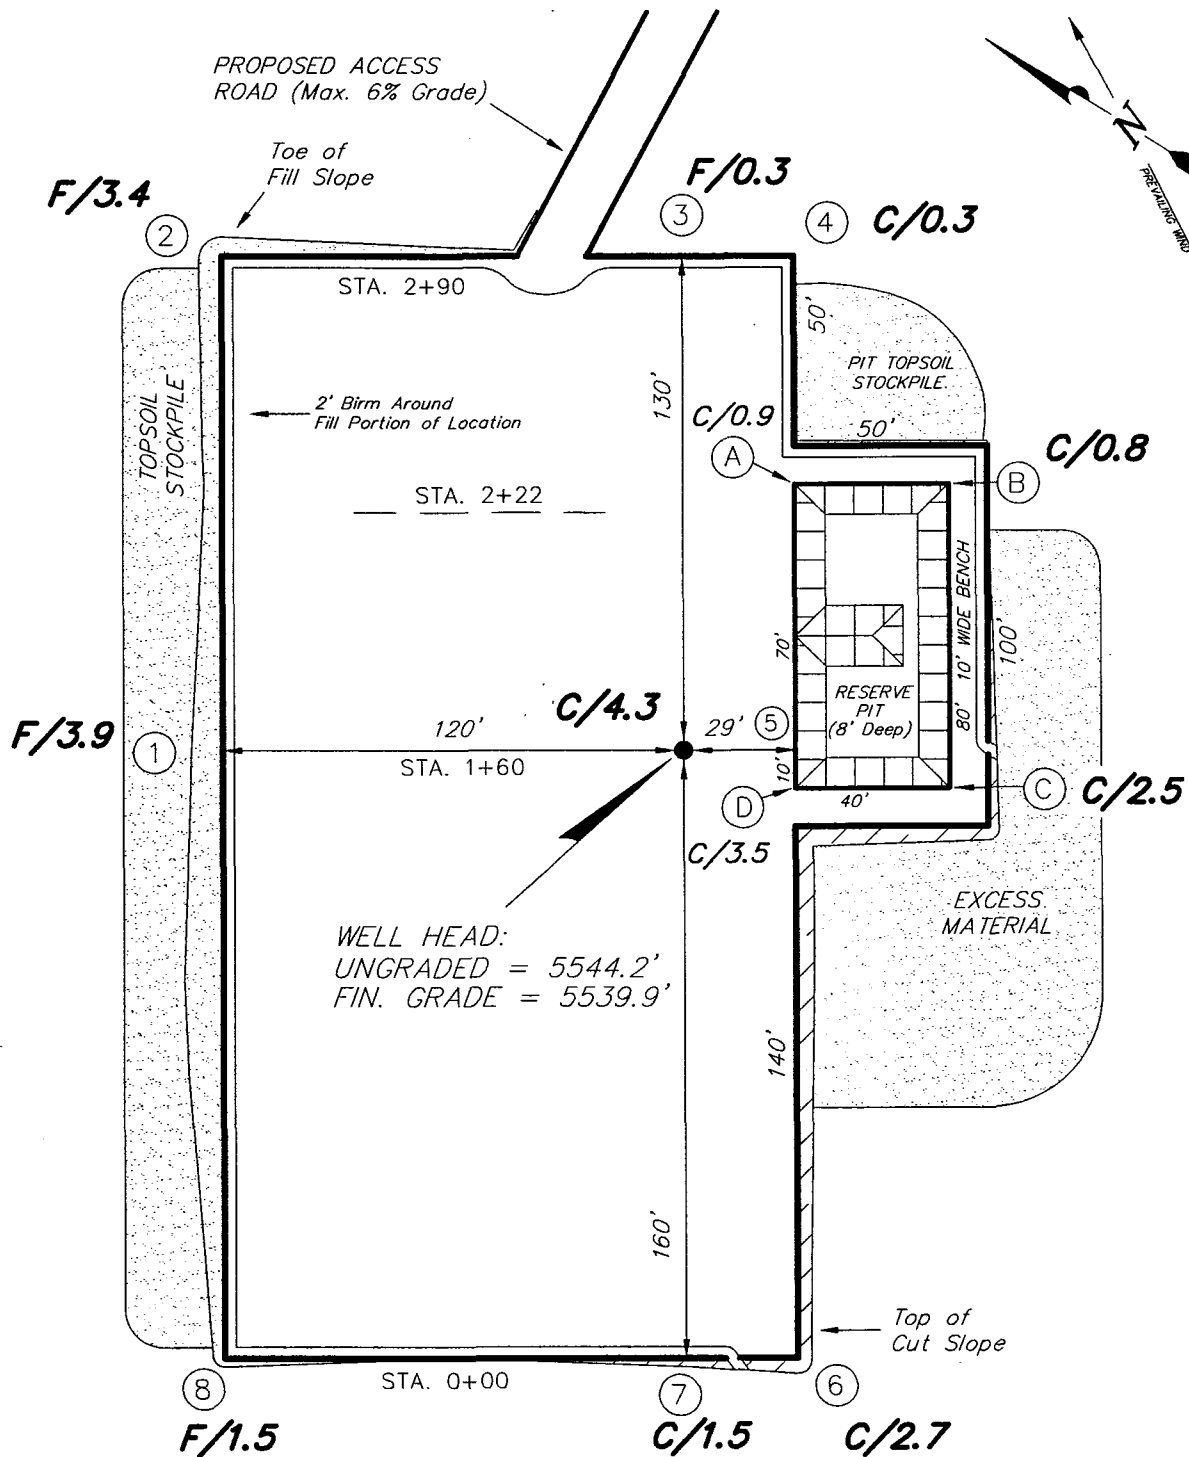 PROPOSED ACCESS
ROAD (Max. 6% Grade)
Toe of
Fill Slope
N
PREVAILING WIND
F/3.4
2
F/0.3
3
4
C/0.3
STA. 2+90
50'
PIT TOPSOIL
STOCKPILE
TOPSOIL
STOCKPILE
2' Birm Around
Fill Portion of Location
130'
C/0.9
50'
C/0.8
A
B
STA. 2+22
10' WIDE BENCH
100'
70'
RESERVE
PIT
(8' Deep)
80'
F/3.9
1
120'
STA. 1+60
C/4.3
29'
5
10'
40'
D
C
C/2.5
C/3.5
WELL HEAD:
UNGRADED = 5544.2'
FIN. GRADE = 5539.9'
EXCESS
MATERIAL
140'
160'
Top of
Cut Slope
8
STA. 0+00
7
6
F/1.5
C/1.5
C/2.7